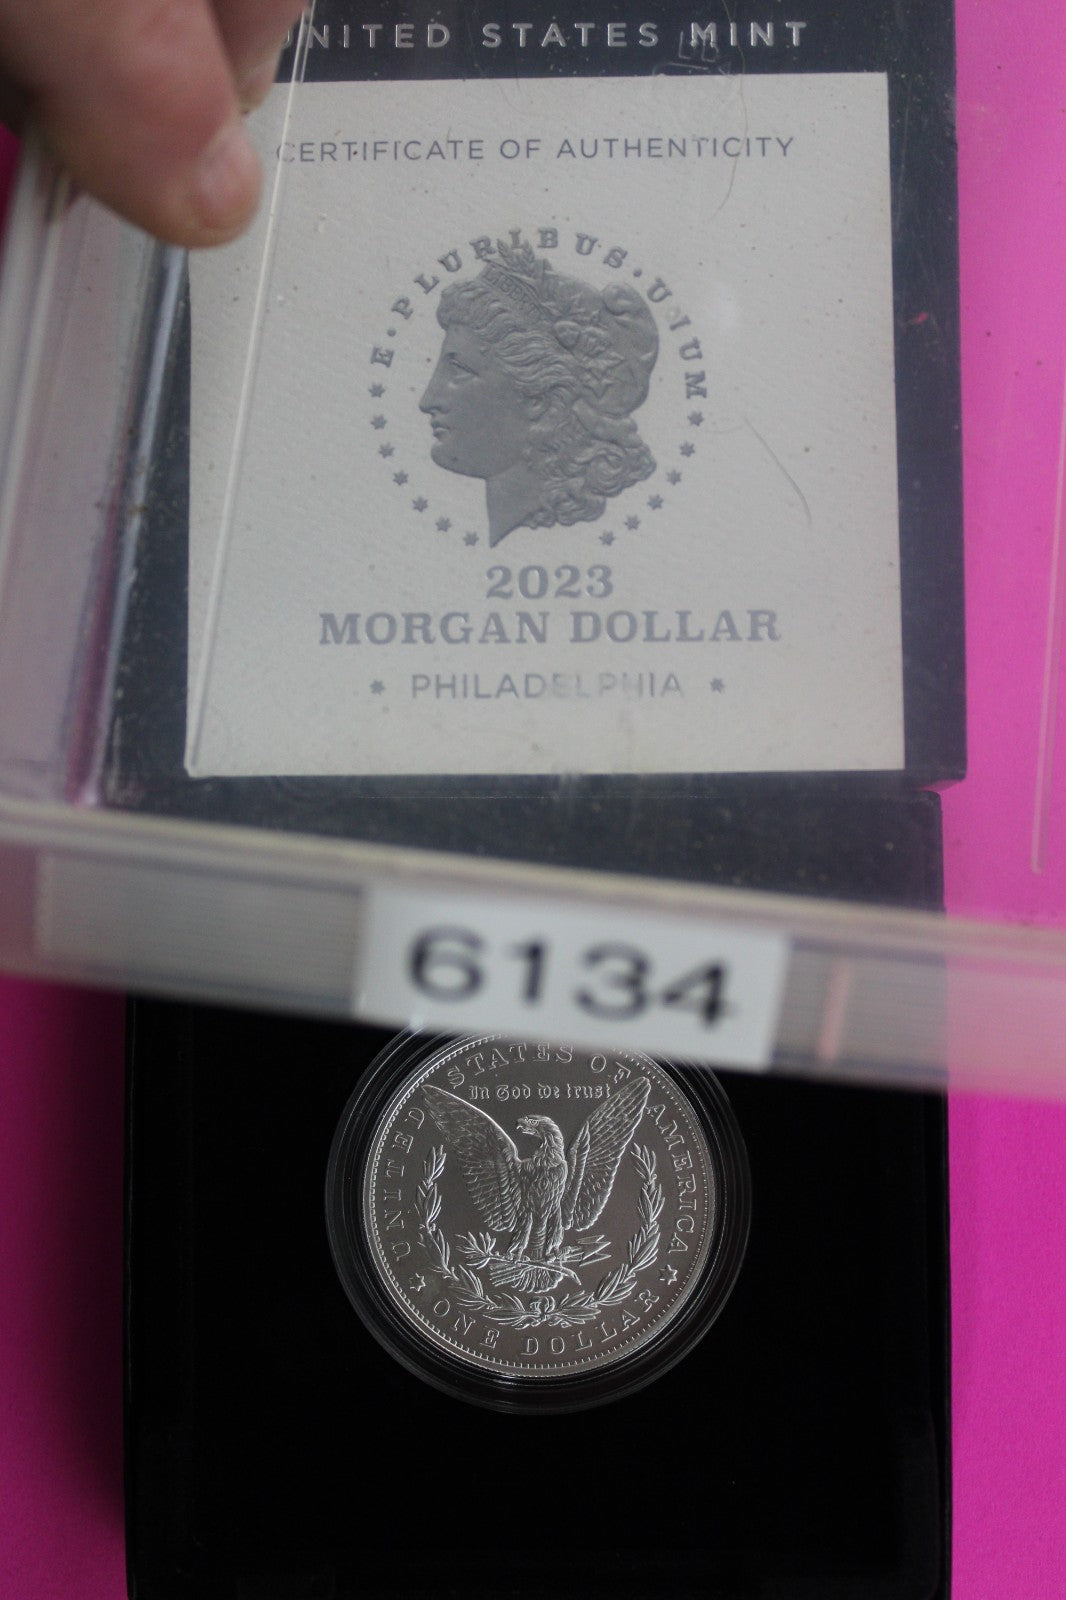 UNITED STATES MINT
CERTIFICATE OF AUTHENTICITY
E · PLURIBUS · UNUM
2023
MORGAN DOLLAR
* PHILADELPHIA *
6134
UNITED STATES OF AMERICA
In God we trust
ONE DOLLAR